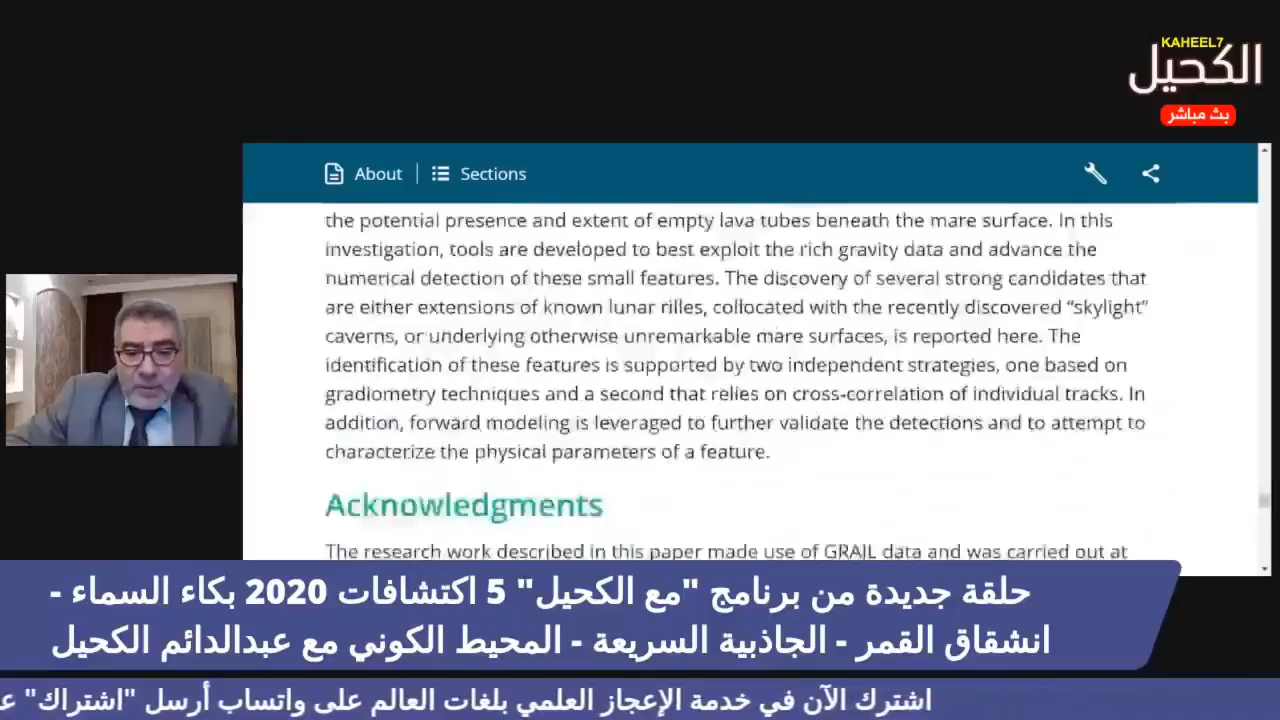 KAHEEL7
الكحيل
بث مباشر
About
Sections
the potential presence and extent of empty lava tubes beneath the mare surface. In this
investigation, tools are developed to best exploit the rich gravity data and advance the
numerical detection of these small features. The discovery of several strong candidates that
are either extensions of known lunar rilles, collocated with the recently discovered “skylight”
caverns, or underlying otherwise unremarkable mare surfaces, is reported here. The
identification of these features is supported by two independent strategies, one based on
gradiometry techniques and a second that relies on cross-correlation of individual tracks. In
addition, forward modeling is leveraged to further validate the detections and to attempt to
characterize the physical parameters of a feature.
Acknowledgments
The research work described in this paper made use of GRAIL data and was carried out at
حلقة جديدة من برنامج "مع الكحيل" 5 اكتشافات 2020 بكاء السماء -
انشقاق القمر - الجاذبية السريعة - المحيط الكوني مع عبدالدائم الكحيل
اشترك الآن في خدمة الإعجاز العلمي بلغات العالم على واتساب أرسل "اشتراك"